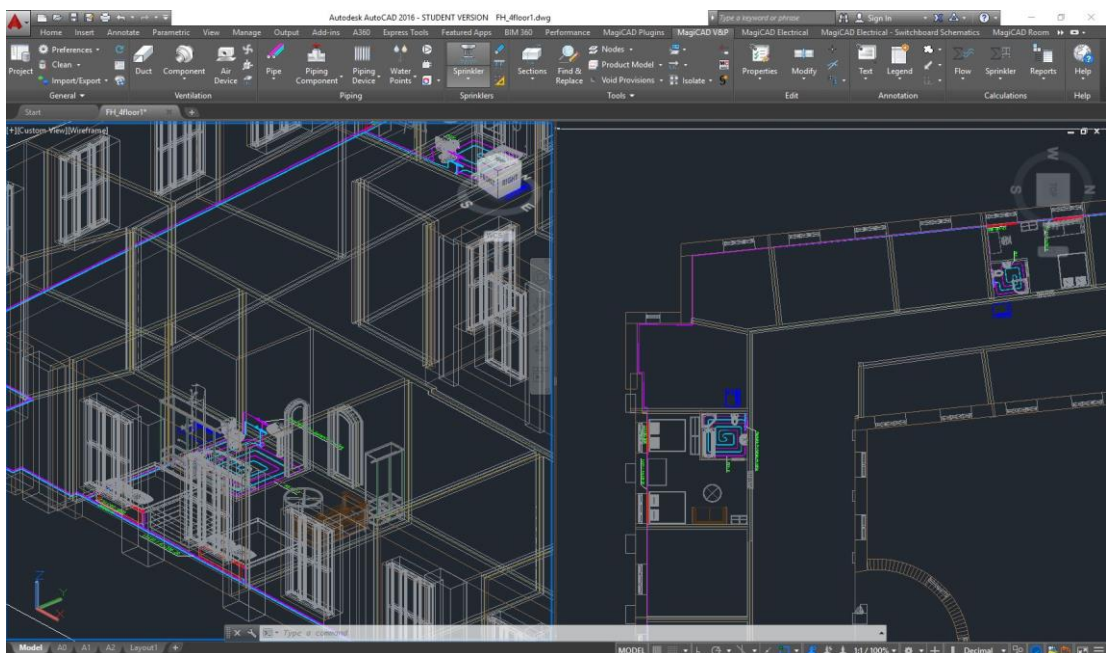 Autodesk AutoCAD 2016 - STUDENT VERSION FH_4floor1.dwg
Type a keyword or phrase
Sign In
Home Insert Annotate Parametric View Manage Output Add-ins A360 Express Tools Featured Apps BIM 360 Performance MagiCAD Plugins MagiCAD V&P MagiCAD Electrical MagiCAD Electrical - Switchboard Schematics MagiCAD Room
Project
Preferences
Clean
Import/Export
General
Duct
Component
Air Device
Ventilation
Pipe
Piping Component
Piping Device
Water Points
Piping
Sprinkler
Sprinklers
Sections
Find & Replace
Nodes
Product Model
Void Provisions
Isolate
Tools
Properties
Modify
Edit
Text
Legend
Annotation
Flow
Sprinkler
Reports
Calculations
Help
Help
Start
FH_4floor1*
[+][Custom View][Wireframe]
FRONT
RIGHT
S
E
W
S
N
TOP
Z
Y
X
Type a command
Model A0 A1 A2 Layout1 +
MODEL
1:1 / 100%
Decimal